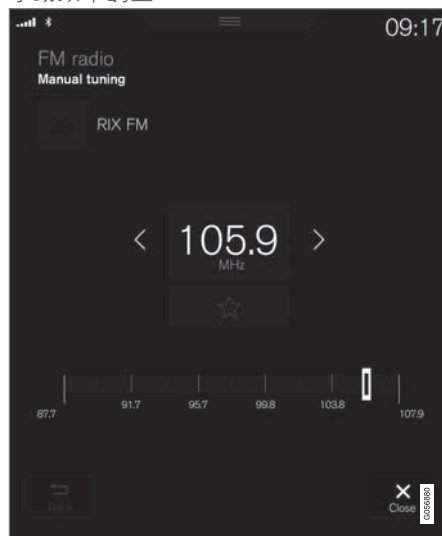 09:17
FM radio
Manual tuning
RIX FM
105.9
MHz
87.7 91.7 95.7 99.8 103.8 107.9
Back
Close
G056880